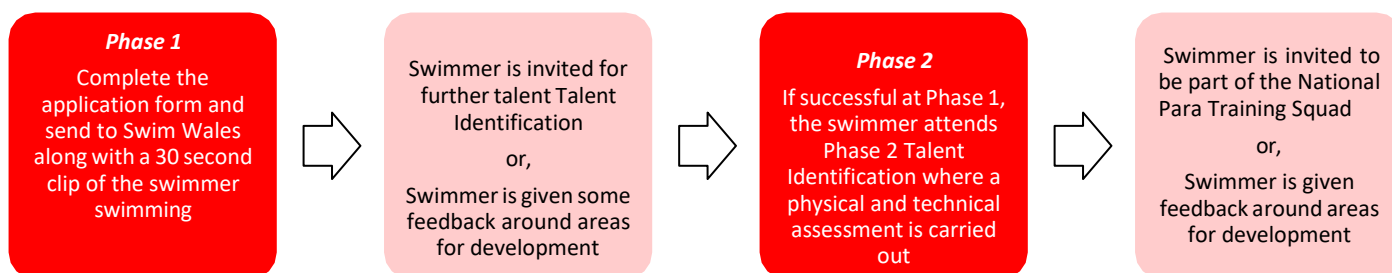 Phase 1
Complete the
application form and
send to Swim Wales
along with a 30 second
clip of the swimmer
swimming
Swimmer is invited for
further talent Talent
Identification
or,
Swimmer is given some
feedback around areas
for development
Phase 2
If successful at Phase 1,
the swimmer attends
Phase 2 Talent
Identification where a
physical and technical
assessment is carried
out
Swimmer is invited to
be part of the National
Para Training Squad
or,
Swimmer is given
feedback around areas
for development